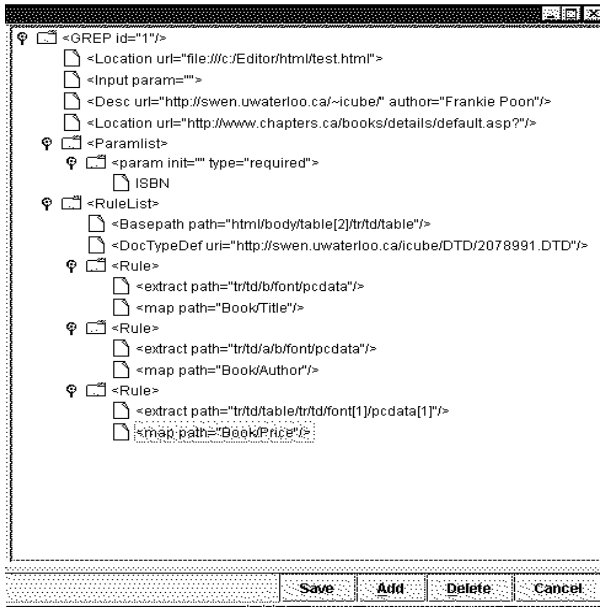 <GREP id="1"/>
<Location url="file:///c:/Editor/html/test.html">
<Input param="">
<Desc url="http://swen.uwaterloo.ca/~icube/" author="Frankie Poon"/>
<Location url="http://www.chapters.ca/books/details/default.asp?"/>
<Paramlist>
<param init="" type="required">
ISBN
<RuleList>
<Basepath path="html/body/table[2]/tr/td/table"/>
<DocTypeDef uri="http://swen.uwaterloo.ca/icube/DTD/2078991.DTD"/>
<Rule>
<extract path="tr/td/b/font/pcdata"/>
<map path="Book/Title"/>
<Rule>
<extract path="tr/td/a/b/font/pcdata"/>
<map path="Book/Author"/>
<Rule>
<extract path="tr/td/table/tr/td/font[1]/pcdata[1]"/>
<map path="Book/Price"/>
Save Add Delete Cancel